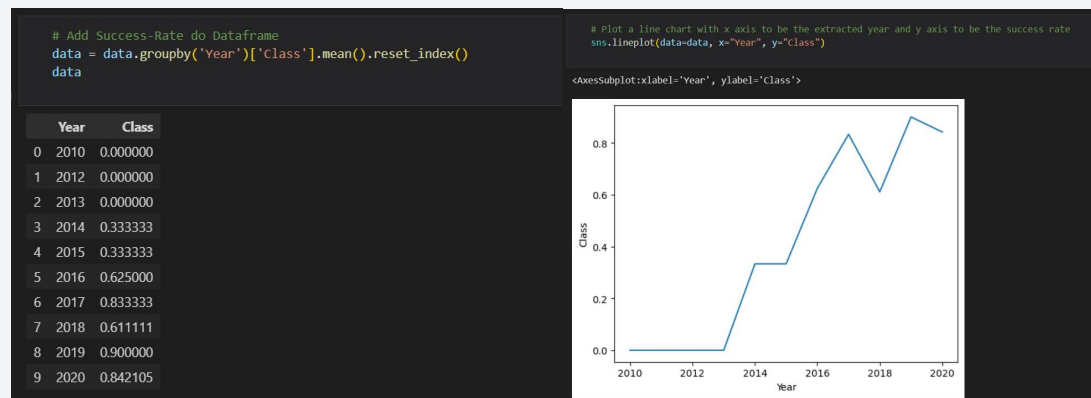 # Add Success-Rate do Dataframe
data = data.groupby('Year')['Class'].mean().reset_index()
data
Year Class
0 2010 0.000000
1 2012 0.000000
2 2013 0.000000
3 2014 0.333333
4 2015 0.333333
5 2016 0.625000
6 2017 0.833333
7 2018 0.611111
8 2019 0.900000
9 2020 0.842105
# Plot a line chart with x axis to be the extracted year and y axis to be the success rate
sns.lineplot(data=data, x="Year", y="Class")
<AxesSubplot:xlabel='Year', ylabel='Class'>
0.8
0.6
0.4
0.2
0.0
Class
2010 2012 2014 2016 2018 2020
Year